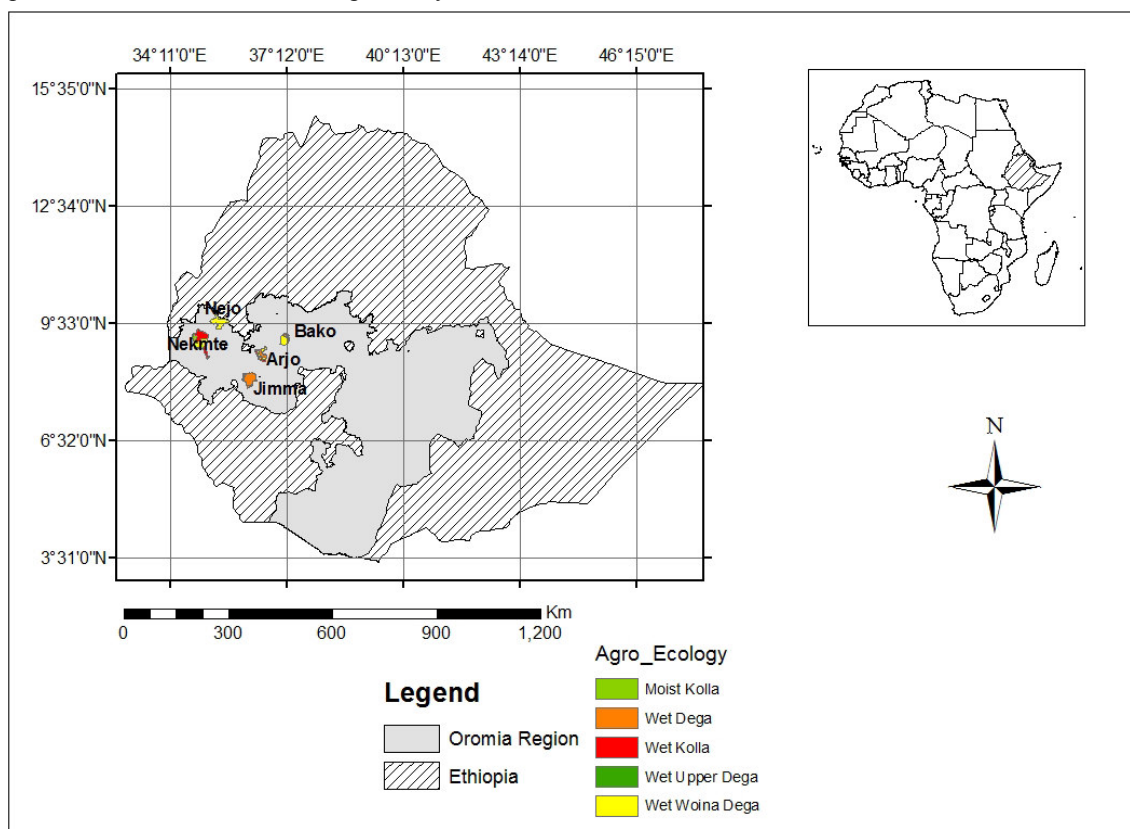 34°11'0"E 37°12'0"E 40°13'0"E 43°14'0"E 46°15'0"E
15°35'0"N
12°34'0"N
9°33'0"N
6°32'0"N
3°31'0"N
Nejo
Bako
Nekmte
Arjo
Jimma
N
Km
0 300 600 900 1,200
Legend
Oromia Region
Ethiopia
Agro_Ecology
Moist Kolla
Wet Dega
Wet Kolla
Wet Upper Dega
Wet Woina Dega